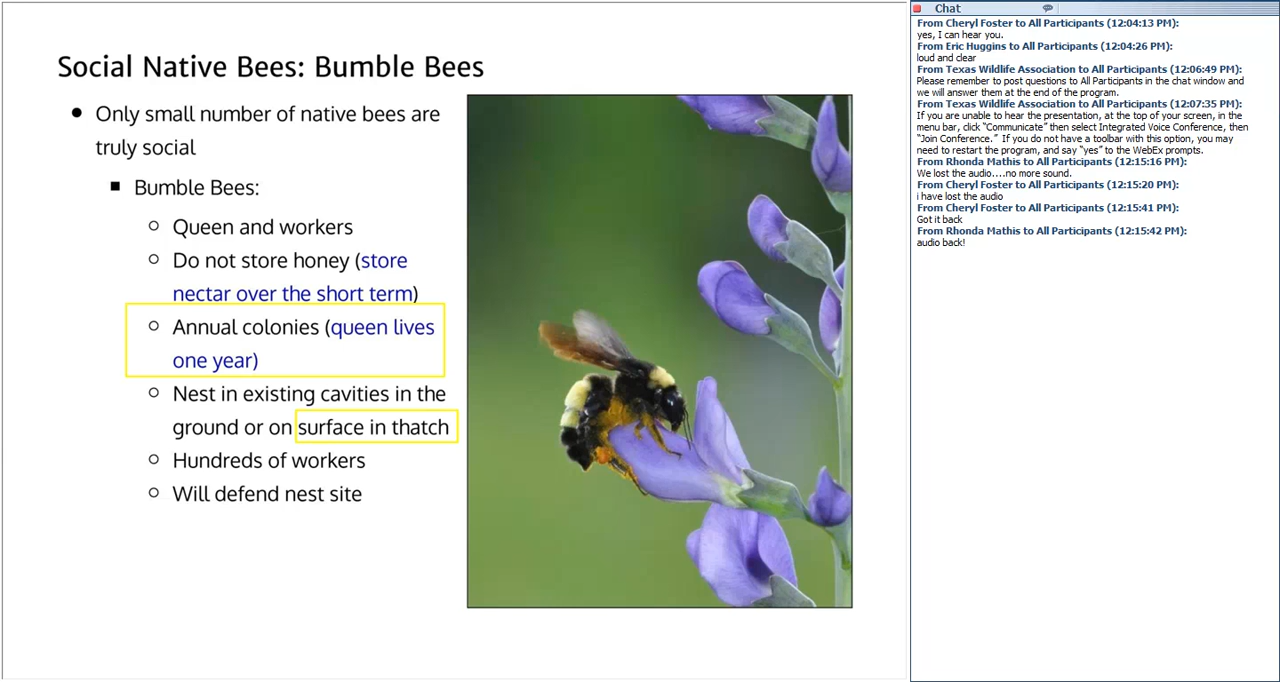 Social Native Bees: Bumble Bees
Only small number of native bees are
truly social
Bumble Bees:
Queen and workers
Do not store honey (store
nectar over the short term)
Annual colonies (queen lives
one year)
Nest in existing cavities in the
ground or on surface in thatch
Hundreds of workers
Will defend nest site
Chat
From Cheryl Foster to All Participants (12:04:13 PM):
yes, I can hear you.
From Eric Huggins to All Participants (12:04:26 PM):
loud and clear
From Texas Wildlife Association to All Participants (12:06:49 PM):
Please remember to post questions to All Participants in the chat window and
we will answer them at the end of the program.
From Texas Wildlife Association to All Participants (12:07:35 PM):
If you are unable to hear the presentation, at the top of your screen, in the
menu bar, click “Communicate” then select Integrated Voice Conference, then
“Join Conference.”  If you do not have a toolbar with this option, you may
need to restart the program, and say “yes” to the WebEx prompts.
From Rhonda Mathis to All Participants (12:15:16 PM):
We lost the audio....no more sound.
From Cheryl Foster to All Participants (12:15:20 PM):
i have lost the audio
From Cheryl Foster to All Participants (12:15:41 PM):
Got it back
From Rhonda Mathis to All Participants (12:15:42 PM):
audio back!